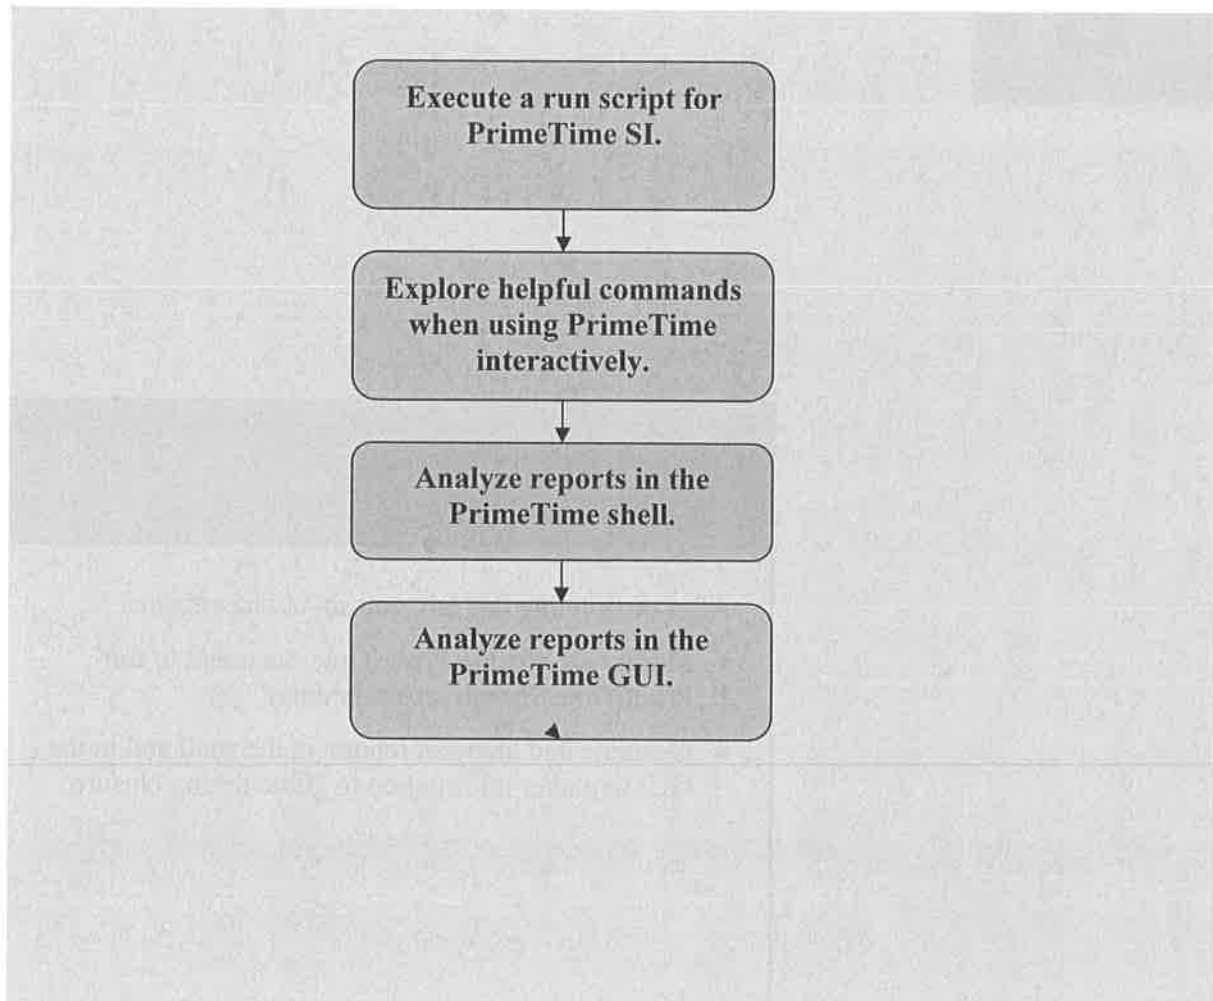 Execute a run script for
PrimeTime SI.
Explore helpful commands
when using PrimeTime
interactively.
Analyze reports in the
PrimeTime shell.
Analyze reports in the
PrimeTime GUI.